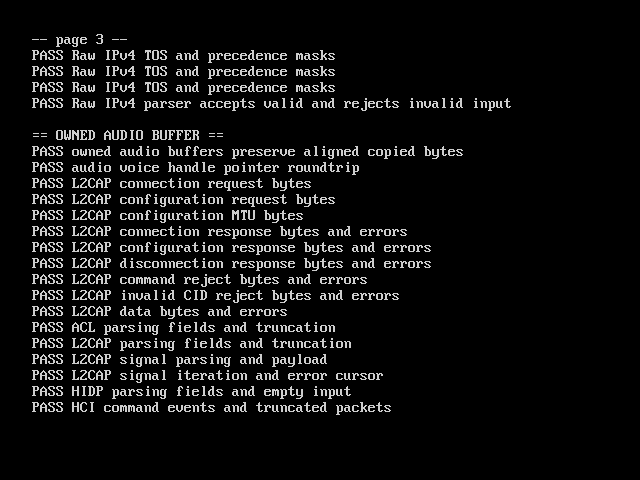 -- page 3 --
PASS Raw IPv4 TOS and precedence masks
PASS Raw IPv4 TOS and precedence masks
PASS Raw IPv4 TOS and precedence masks
PASS Raw IPv4 parser accepts valid and rejects invalid input
== OWNED AUDIO BUFFER ==
PASS owned audio buffers preserve aligned copied bytes
PASS audio voice handle pointer roundtrip
PASS L2CAP connection request bytes
PASS L2CAP configuration request bytes
PASS L2CAP configuration MTU bytes
PASS L2CAP connection response bytes and errors
PASS L2CAP configuration response bytes and errors
PASS L2CAP disconnection response bytes and errors
PASS L2CAP command reject bytes and errors
PASS L2CAP invalid CID reject bytes and errors
PASS L2CAP data bytes and errors
PASS ACL parsing fields and truncation
PASS L2CAP parsing fields and truncation
PASS L2CAP signal parsing and payload
PASS L2CAP signal iteration and error cursor
PASS HIDP parsing fields and empty input
PASS HCI command events and truncated packets